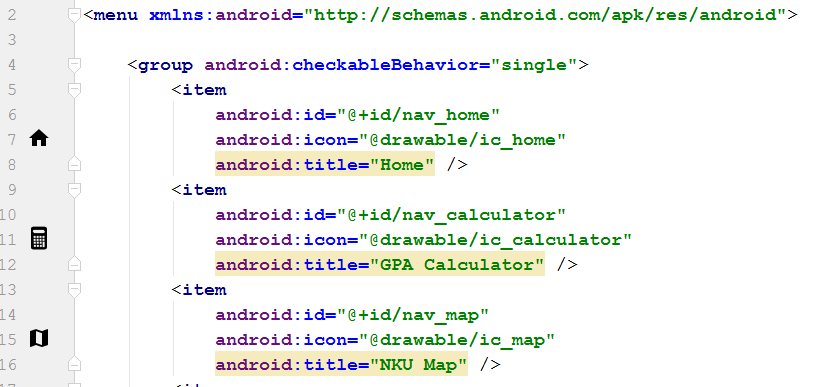 2 <menu xmlns:android="http://schemas.android.com/apk/res/android">
3
4 <group android:checkableBehavior="single">
5 <item
6 android:id="@+id/nav_home"
7 android:icon="@drawable/ic_home"
8 android:title="Home" />
9 <item
10 android:id="@+id/nav_calculator"
11 android:icon="@drawable/ic_calculator"
12 android:title="GPA Calculator" />
13 <item
14 android:id="@+id/nav_map"
15 android:icon="@drawable/ic_map"
16 android:title="NKU Map" />